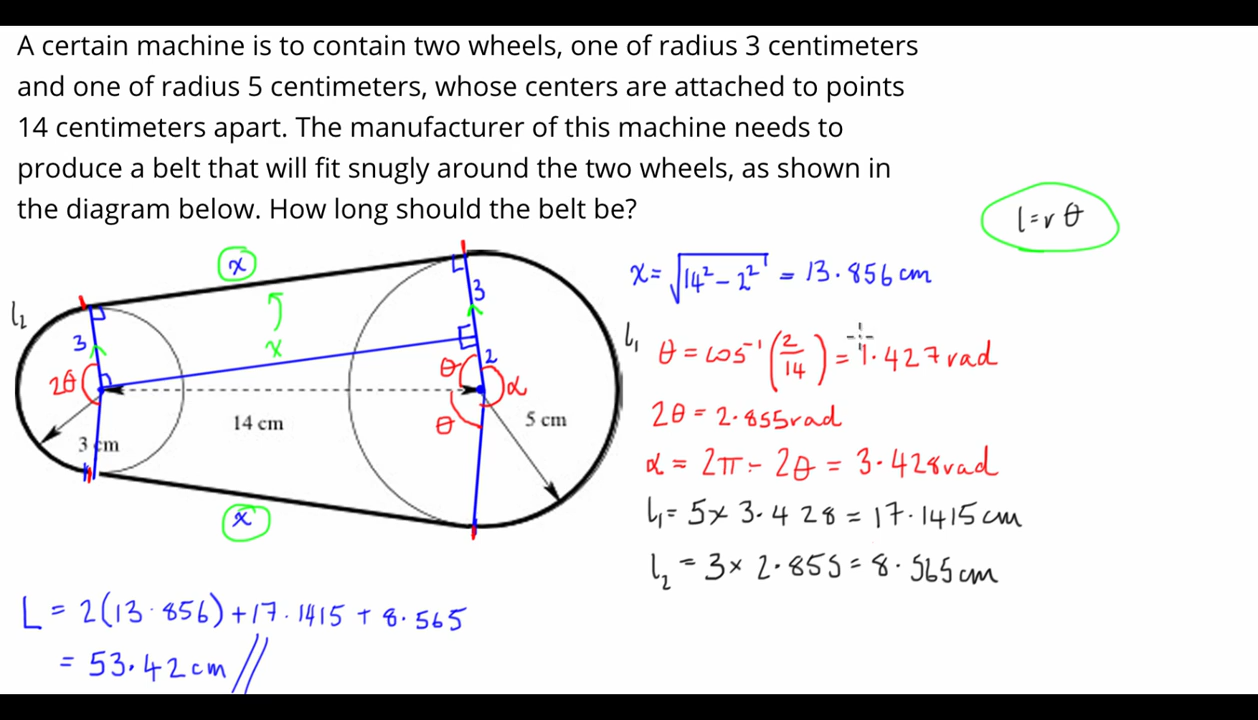 A certain machine is to contain two wheels, one of radius 3 centimeters
and one of radius 5 centimeters, whose centers are attached to points
14 centimeters apart. The manufacturer of this machine needs to
produce a belt that will fit snugly around the two wheels, as shown in
the diagram below. How long should the belt be?
l=rθ
x
x = √14² - 2² = 13.856 cm
l₂
3
3
l₁
θ = cos⁻¹(2/14) = 1.427 rad
x
2θ
θ
2
α
14 cm
θ
5 cm
2θ = 2.855 rad
3 cm
α = 2π - 2θ = 3.428 rad
x
l₁ = 5 × 3.428 = 17.1415 cm
l₂ = 3 × 2.855 = 8.565 cm
L = 2(13.856) + 17.1415 + 8.565
= 53.42 cm //